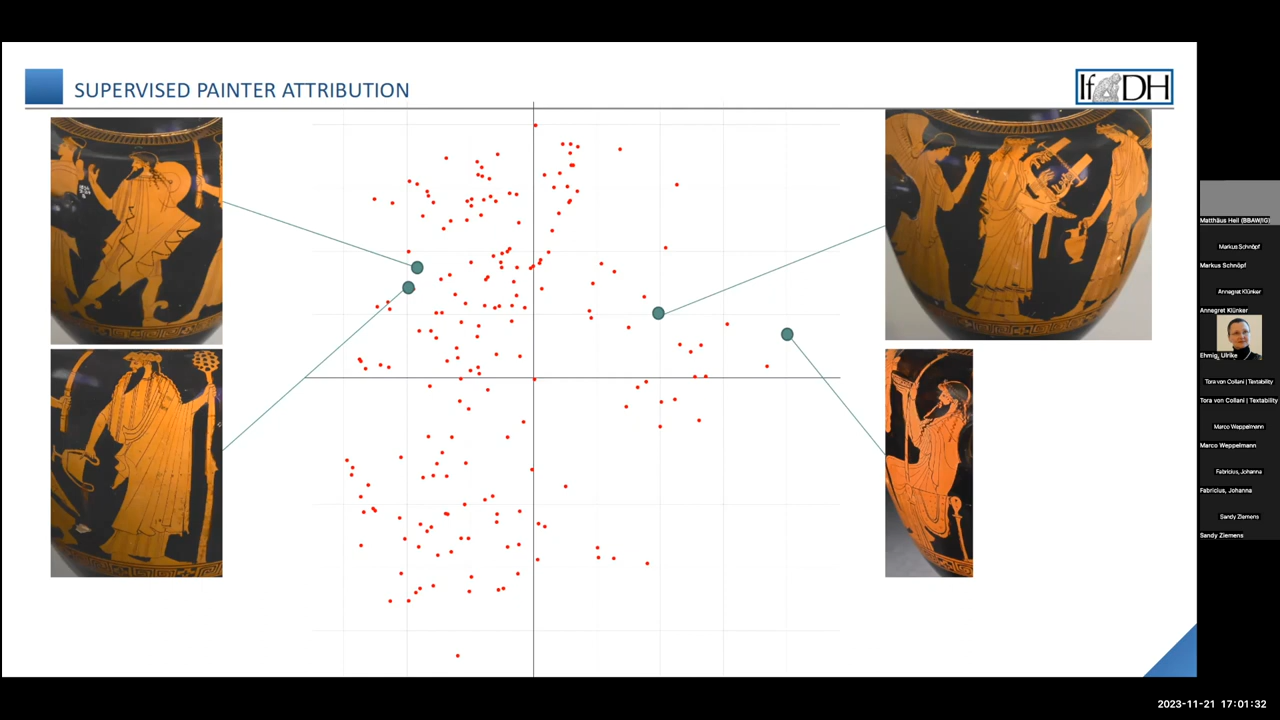 SUPERVISED PAINTER ATTRIBUTION
IfDH
Matthäus Heil (BBAW/IG)
Markus Schnöpf
Markus Schnöpf
Annegret Klünker
Annegret Klünker
Ehmig, Ulrike
Tora von Collani | Textability
Tora von Collani | Textability
Marco Weppelmann
Marco Weppelmann
Fabricius, Johanna
Fabricius, Johanna
Sandy Ziemens
Sandy Ziemens
2023-11-21 17:01:32